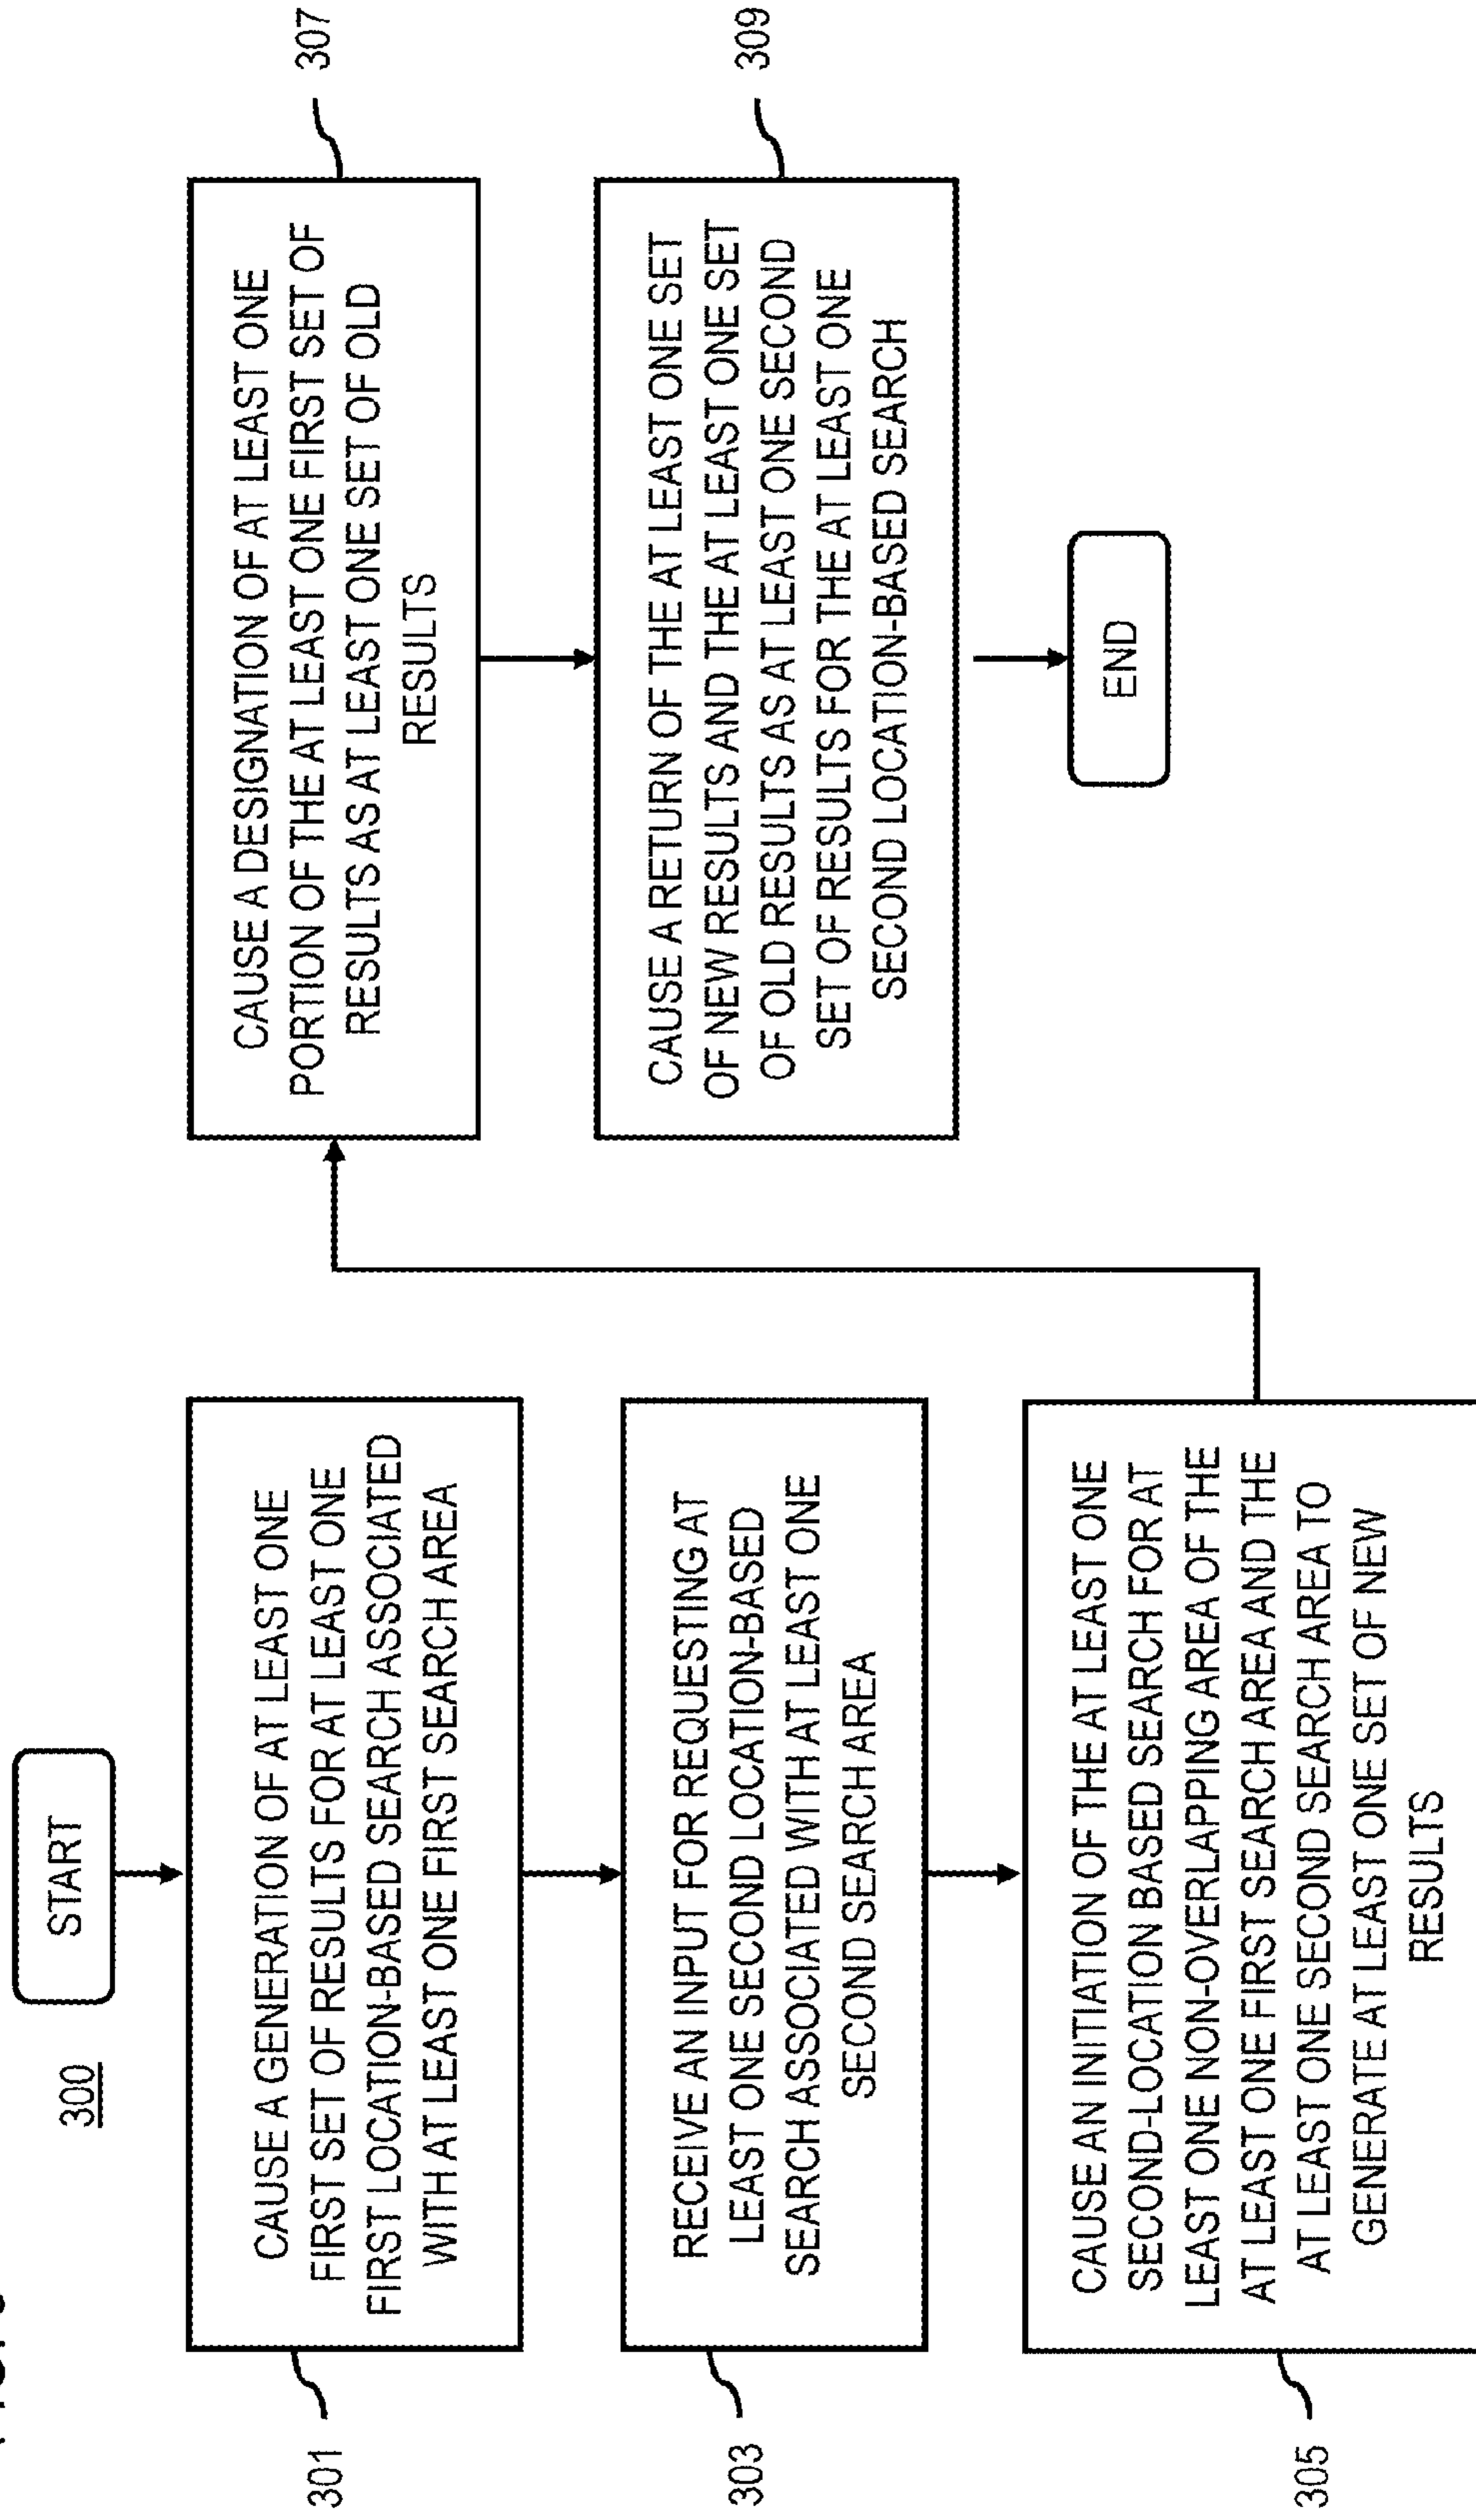 300
START
301
CAUSE A GENERATION OF AT LEAST ONE
FIRST SET OF RESULTS FOR AT LEAST ONE
FIRST LOCATION-BASED SEARCH ASSOCIATED
WITH AT LEAST ONE FIRST SEARCH AREA
303
RECEIVE AN INPUT FOR REQUESTING AT
LEAST ONE SECOND LOCATION-BASED
SEARCH ASSOCIATED WITH AT LEAST ONE
SECOND SEARCH AREA
305
CAUSE AN INITIATION OF THE AT LEAST ONE
SECOND-LOCATION BASED SEARCH FOR AT
LEAST ONE NON-OVERLAPPING AREA OF THE
AT LEAST ONE FIRST SEARCH AREA AND THE
AT LEAST ONE SECOND SEARCH AREA TO
GENERATE AT LEAST ONE SET OF NEW
RESULTS
307
CAUSE A DESIGNATION OF AT LEAST ONE
PORTION OF THE AT LEAST ONE FIRST SET OF
RESULTS AS AT LEAST ONE SET OF OLD
RESULTS
309
CAUSE A RETURN OF THE AT LEAST ONE SET
OF NEW RESULTS AND THE AT LEAST ONE SET
OF OLD RESULTS AS AT LEAST ONE SECOND
SET OF RESULTS FOR THE AT LEAST ONE
SECOND LOCATION-BASED SEARCH
END